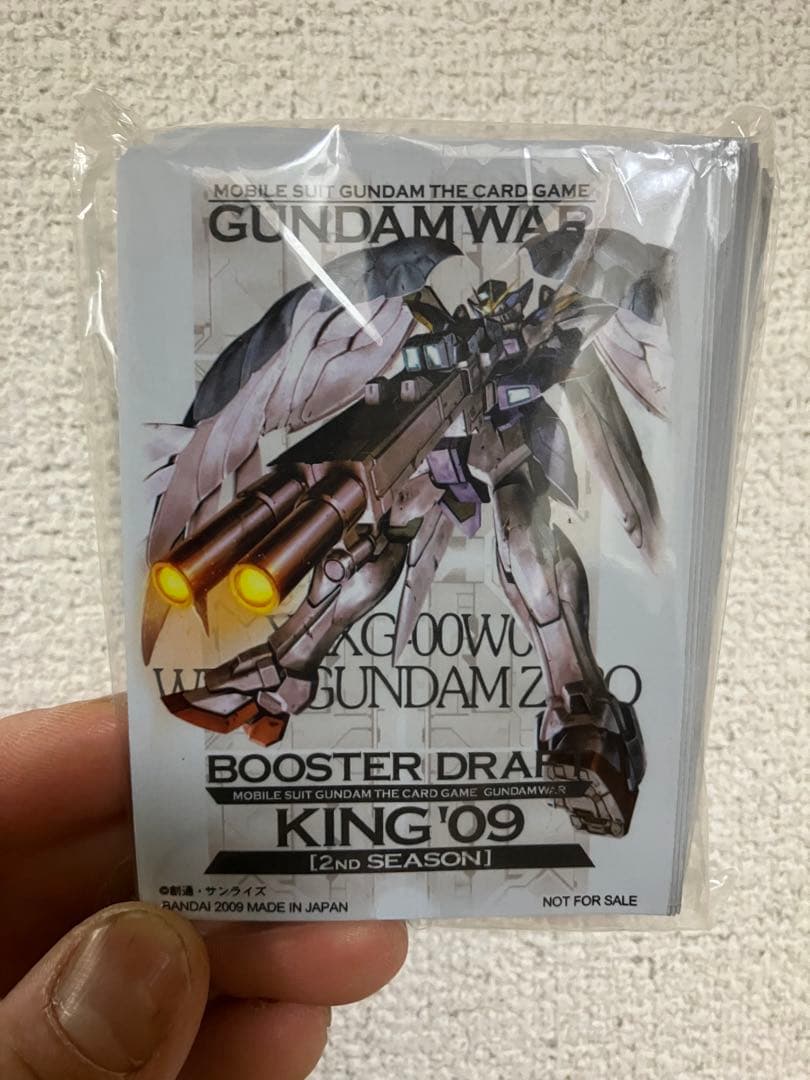 MOBILE SUIT GUNDAM THE CARD GAME
GUNDAM WAR
GUNDAM
BOOSTER DRAFT
MOBILE SUIT GUNDAM THE CARD GAME GUNDAM WAR
KING '09
[2ND SEASON]
©創通・サンライズ
BANDAI 2009 MADE IN JAPAN
NOT FOR SALE